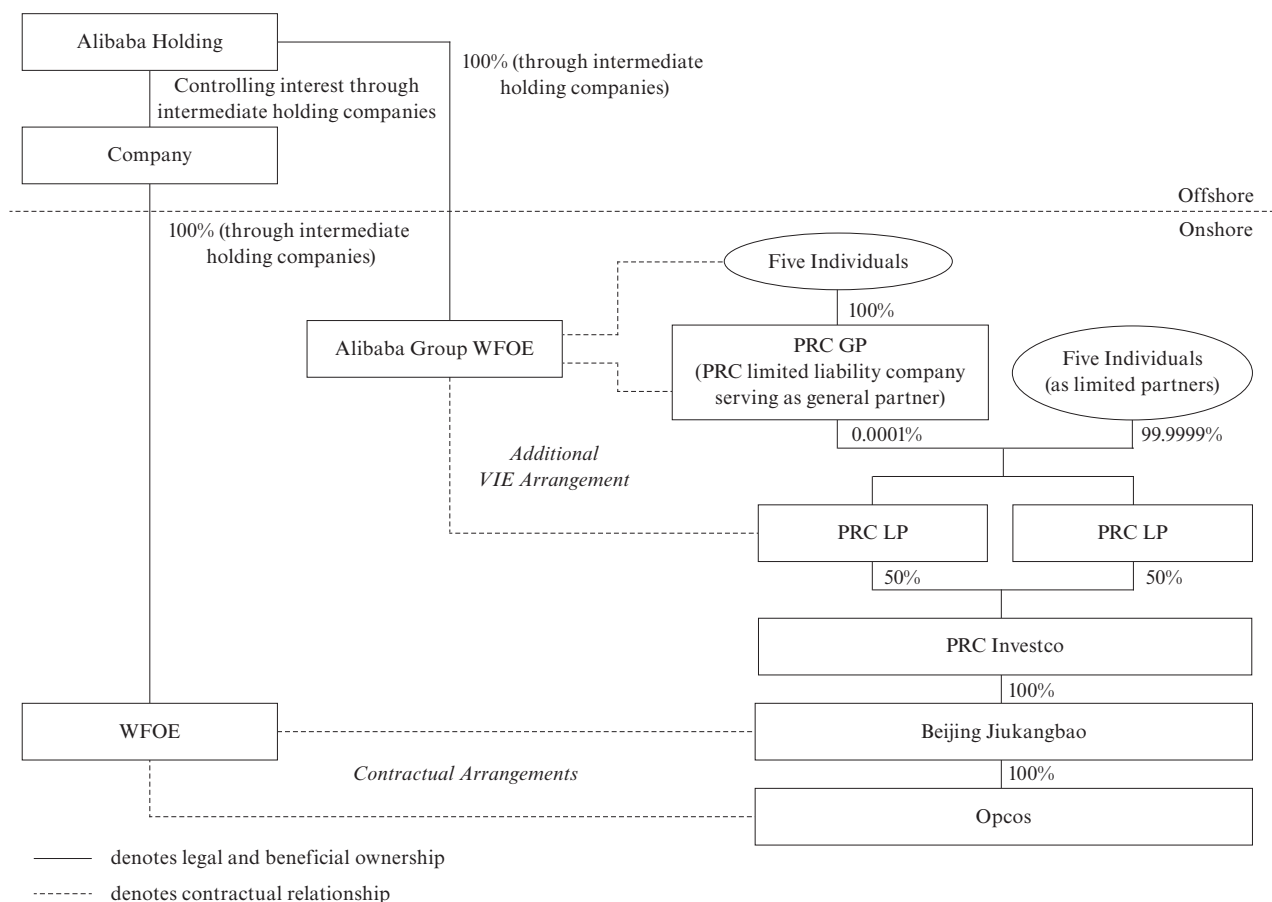 Alibaba Holding
100% (through intermediate
holding companies)
Controlling interest through
intermediate holding companies
Company
Offshore
Onshore
100% (through intermediate
holding companies)
Five Individuals
100%
Alibaba Group WFOE
PRC GP
(PRC limited liability company
serving as general partner)
Five Individuals
(as limited partners)
0.0001%
99.9999%
Additional
VIE Arrangement
PRC LP
PRC LP
50%
50%
PRC Investco
100%
WFOE
Beijing Jiukangbao
Contractual Arrangements
100%
Opcos
denotes legal and beneficial ownership
denotes contractual relationship